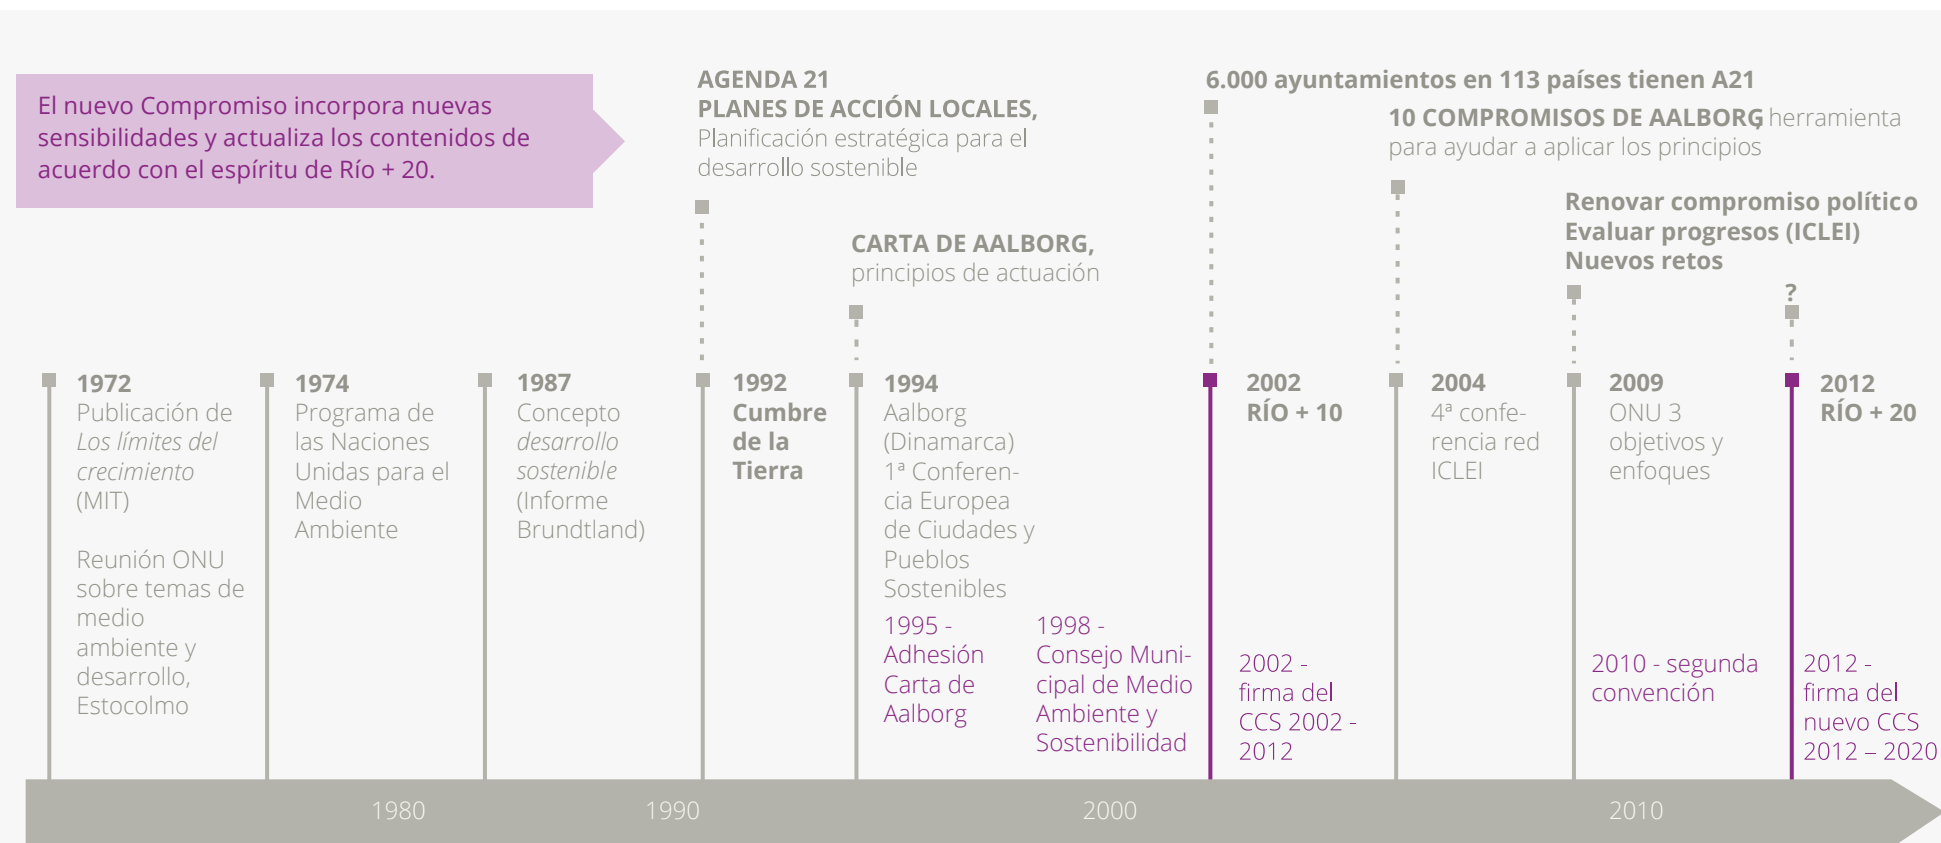 El nuevo Compromiso incorpora nuevas
sensibilidades y actualiza los contenidos de
acuerdo con el espíritu de Río + 20.
AGENDA 21
PLANES DE ACCIÓN LOCALES,
Planificación estratégica para el
desarrollo sostenible
CARTA DE AALBORG,
principios de actuación
6.000 ayuntamientos en 113 países tienen A21
10 COMPROMISOS DE AALBORG, herramienta
para ayudar a aplicar los principios
Renovar compromiso político
Evaluar progresos (ICLEI)
Nuevos retos
?
1972
Publicación de
Los límites del
crecimiento
(MIT)
Reunión ONU
sobre temas de
medio
ambiente y
desarrollo,
Estocolmo
1974
Programa de
las Naciones
Unidas para el
Medio
Ambiente
1987
Concepto
desarrollo
sostenible
(Informe
Brundtland)
1992
Cumbre
de la
Tierra
1994
Aalborg
(Dinamarca)
1ª Conferen-
cia Europea
de Ciudades y
Pueblos
Sostenibles
1995 -
Adhesión
Carta de
Aalborg
1998 -
Consejo Muni-
cipal de Medio
Ambiente y
Sostenibilidad
2002
RÍO + 10
2002 -
firma del
CCS 2002 -
2012
2004
4ª confe-
rencia red
ICLEI
2009
ONU 3
objetivos y
enfoques
2010 - segunda
convención
2012
RÍO + 20
2012 -
firma del
nuevo CCS
2012 – 2020
1980
1990
2000
2010